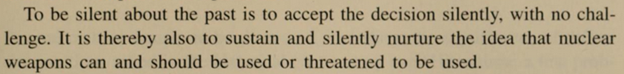 To be silent about the past is to accept the decision silently, with no chal-
lenge. It is thereby also to sustain and silently nurture the idea that nuclear
weapons can and should be used or threatened to be used.